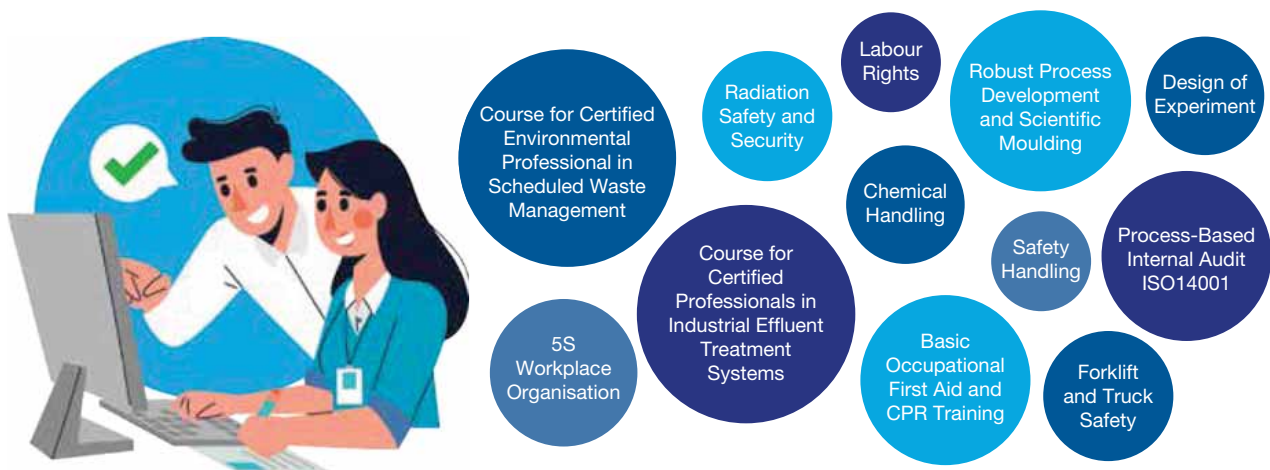 Course for Certified
Environmental
Professional in
Scheduled Waste
Management
Radiation
Safety and
Security
Labour
Rights
Robust Process
Development
and Scientific
Moulding
Design of
Experiment
Chemical
Handling
Safety
Handling
Process-Based
Internal Audit
ISO14001
5S
Workplace
Organisation
Course for
Certified
Professionals in
Industrial Effluent
Treatment
Systems
Basic
Occupational
First Aid and
CPR Training
Forklift
and Truck
Safety